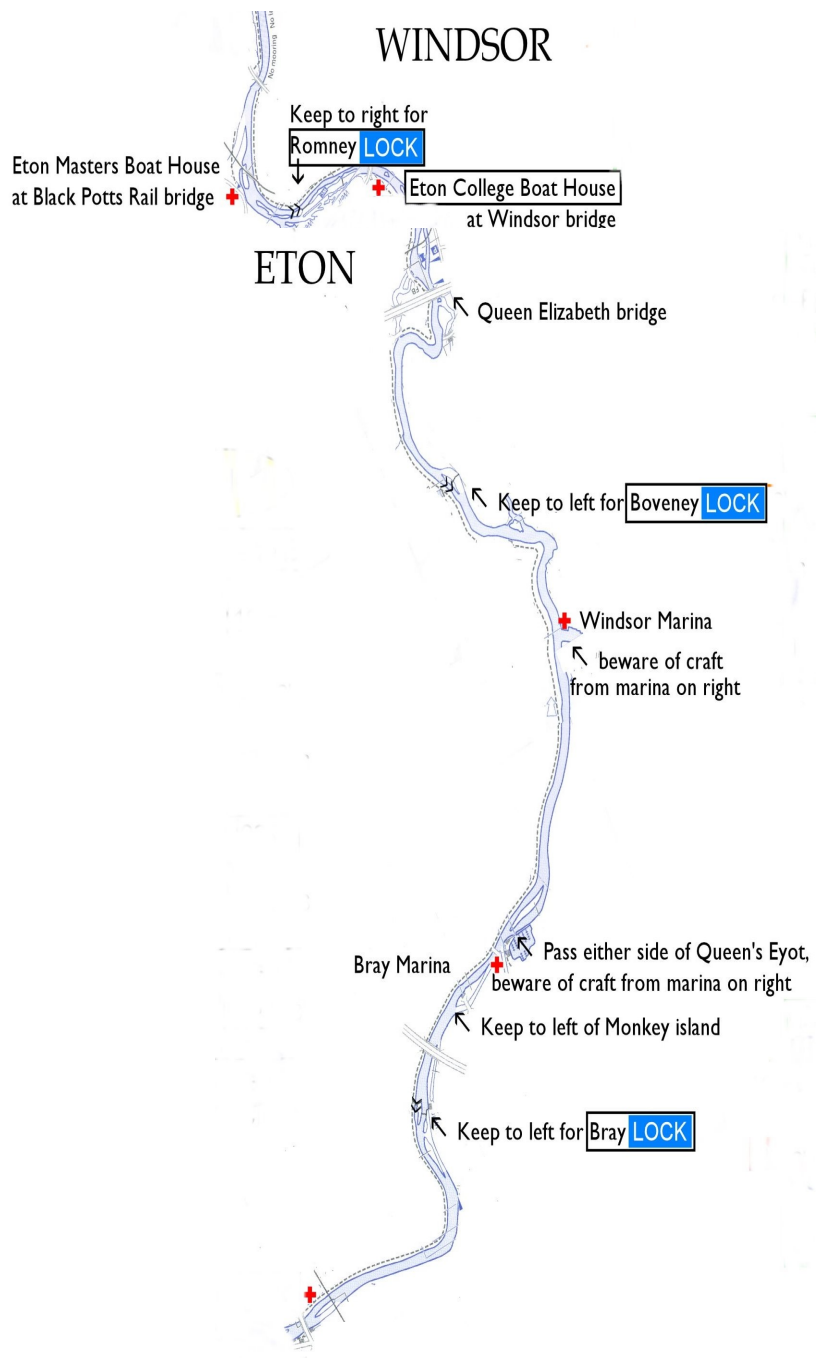 WINDSOR
No mooring
Keep to right for
Romney LOCK
Eton Masters Boat House
at Black Potts Rail bridge
Eton College Boat House
at Windsor bridge
ETON
Queen Elizabeth bridge
Keep to left for Boveney LOCK
Windsor Marina
beware of craft
from marina on right
Pass either side of Queen's Eyot,
Bray Marina
beware of craft from marina on right
Keep to left of Monkey island
Keep to left for Bray LOCK